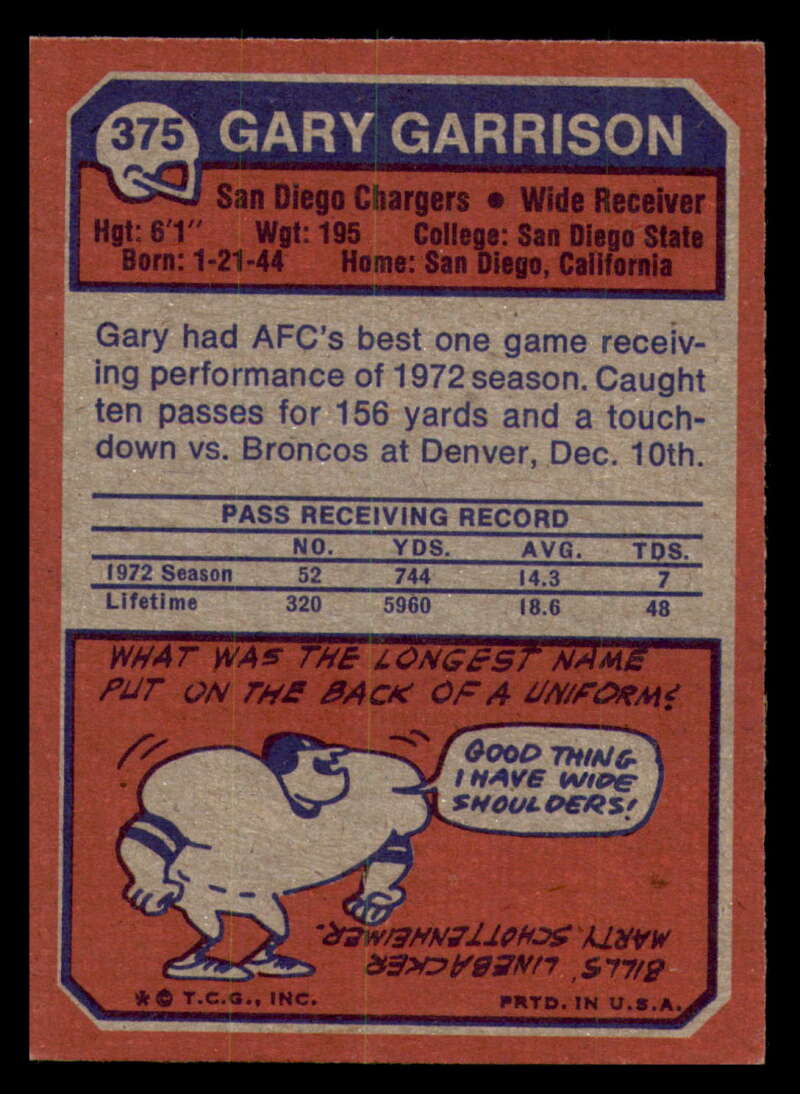 375 GARY GARRISON
San Diego Chargers • Wide Receiver
Hgt: 6'1" Wgt: 195 College: San Diego State
Born: 1-21-44 Home: San Diego, California
Gary had AFC's best one game receiv-
ing performance of 1972 season. Caught
ten passes for 156 yards and a touch-
down vs. Broncos at Denver, Dec. 10th.
PASS RECEIVING RECORD
NO. YDS. AVG. TDS.
1972 Season 52 744 14.3 7
Lifetime 320 5960 18.6 48
WHAT WAS THE LONGEST NAME
PUT ON THE BACK OF A UNIFORM?
GOOD THING
I HAVE WIDE
SHOULDERS!
BILLS' LINEBACKER
MARTY SCHOTTENHEIMER.
* © T.C.G., INC. PRTD. IN U.S.A.